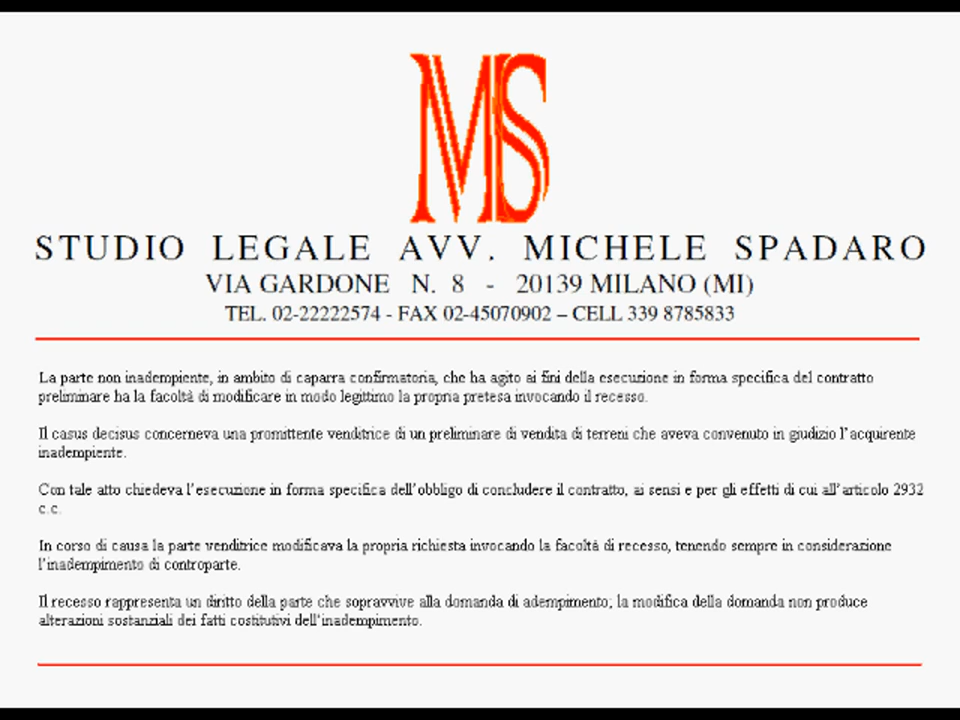 MS
STUDIO LEGALE AVV. MICHELE SPADARO
VIA GARDONE N. 8 - 20139 MILANO (MI)
TEL. 02-22222574 - FAX 02-45070902 – CELL 339 8785833
La parte non inadempiente, in ambito di caparra confirmatoria, che ha agito ai fini della esecuzione in forma specifica del contratto
preliminare ha la facoltà di modificare in modo legittimo la propria pretesa invocando il recesso.
Il casus decisus concerneva una promittente venditrice di un preliminare di vendita di terreni che aveva convenuto in giudizio l'acquirente
inadempiente.
Con tale atto chiedeva l'esecuzione in forma specifica dell'obbligo di concludere il contratto, ai sensi e per gli effetti di cui all'articolo 2932
c.c.
In corso di causa la parte venditrice modificava la propria richiesta invocando la facoltà di recesso, tenendo sempre in considerazione
l'inadempimento di controparte.
Il recesso rappresenta un diritto della parte che sopravvive alla domanda di adempimento; la modifica della domanda non produce
alterazioni sostanziali dei fatti costitutivi dell'inadempimento.